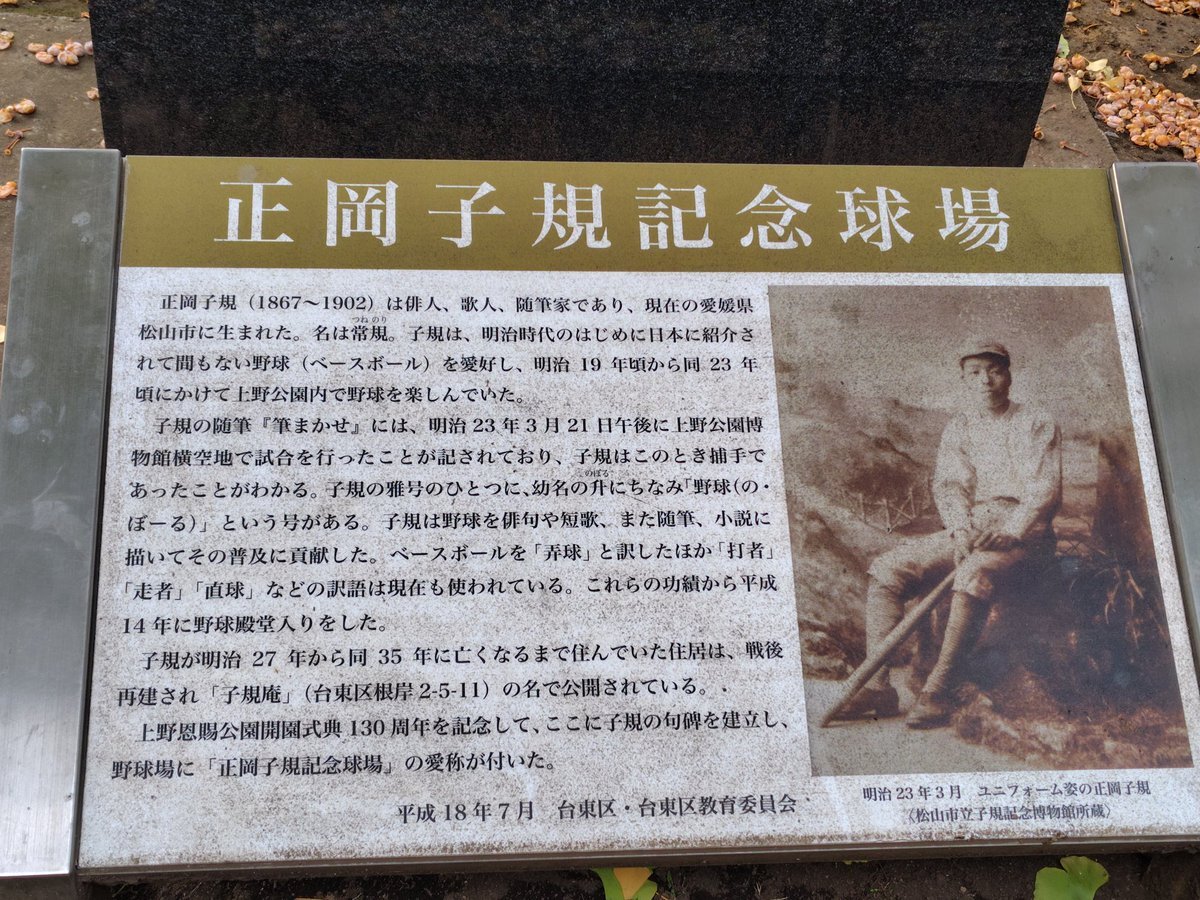 正岡子規記念球場
正岡子規（1867～1902）は俳人、歌人、随筆家であり、現在の愛媛県
松山市に生まれた。名は常規。子規は、明治時代のはじめに日本に紹介さ
つねのり
れて間もない野球（ベースボール）を愛好し、明治 19 年頃から同 23 年
頃にかけて上野公園内で野球を楽しんでいた。
子規の随筆『筆まかせ』には、明治 23 年 3 月 21 日午後に上野公園博
物館横空地で試合を行ったことが記されており、子規はこのとき捕手で
あったことがわかる。子規の雅号のひとつに、幼名の升にちなみ「野球（の・
のぼる
ぼーる）」という号がある。子規は野球を俳句や短歌、また随筆、小説に
描いてその普及に貢献した。ベースボールを「弄球」と訳したほか「打者」
「走者」「直球」などの訳語は現在も使われている。これらの功績から平成
14 年に野球殿堂入りをした。
子規が明治 27 年から同 35 年に亡くなるまで住んでいた住居は、戦後
再建され「子規庵」（台東区根岸 2-5-11）の名で公開されている。
上野恩賜公園開園式典 130 周年を記念して、ここに子規の句碑を建立し、
野球場に「正岡子規記念球場」の愛称が付いた。
平成 18 年 7 月　台東区・台東区教育委員会
明治 23 年 3 月　ユニフォーム姿の正岡子規
〈松山市立子規記念博物館所蔵〉